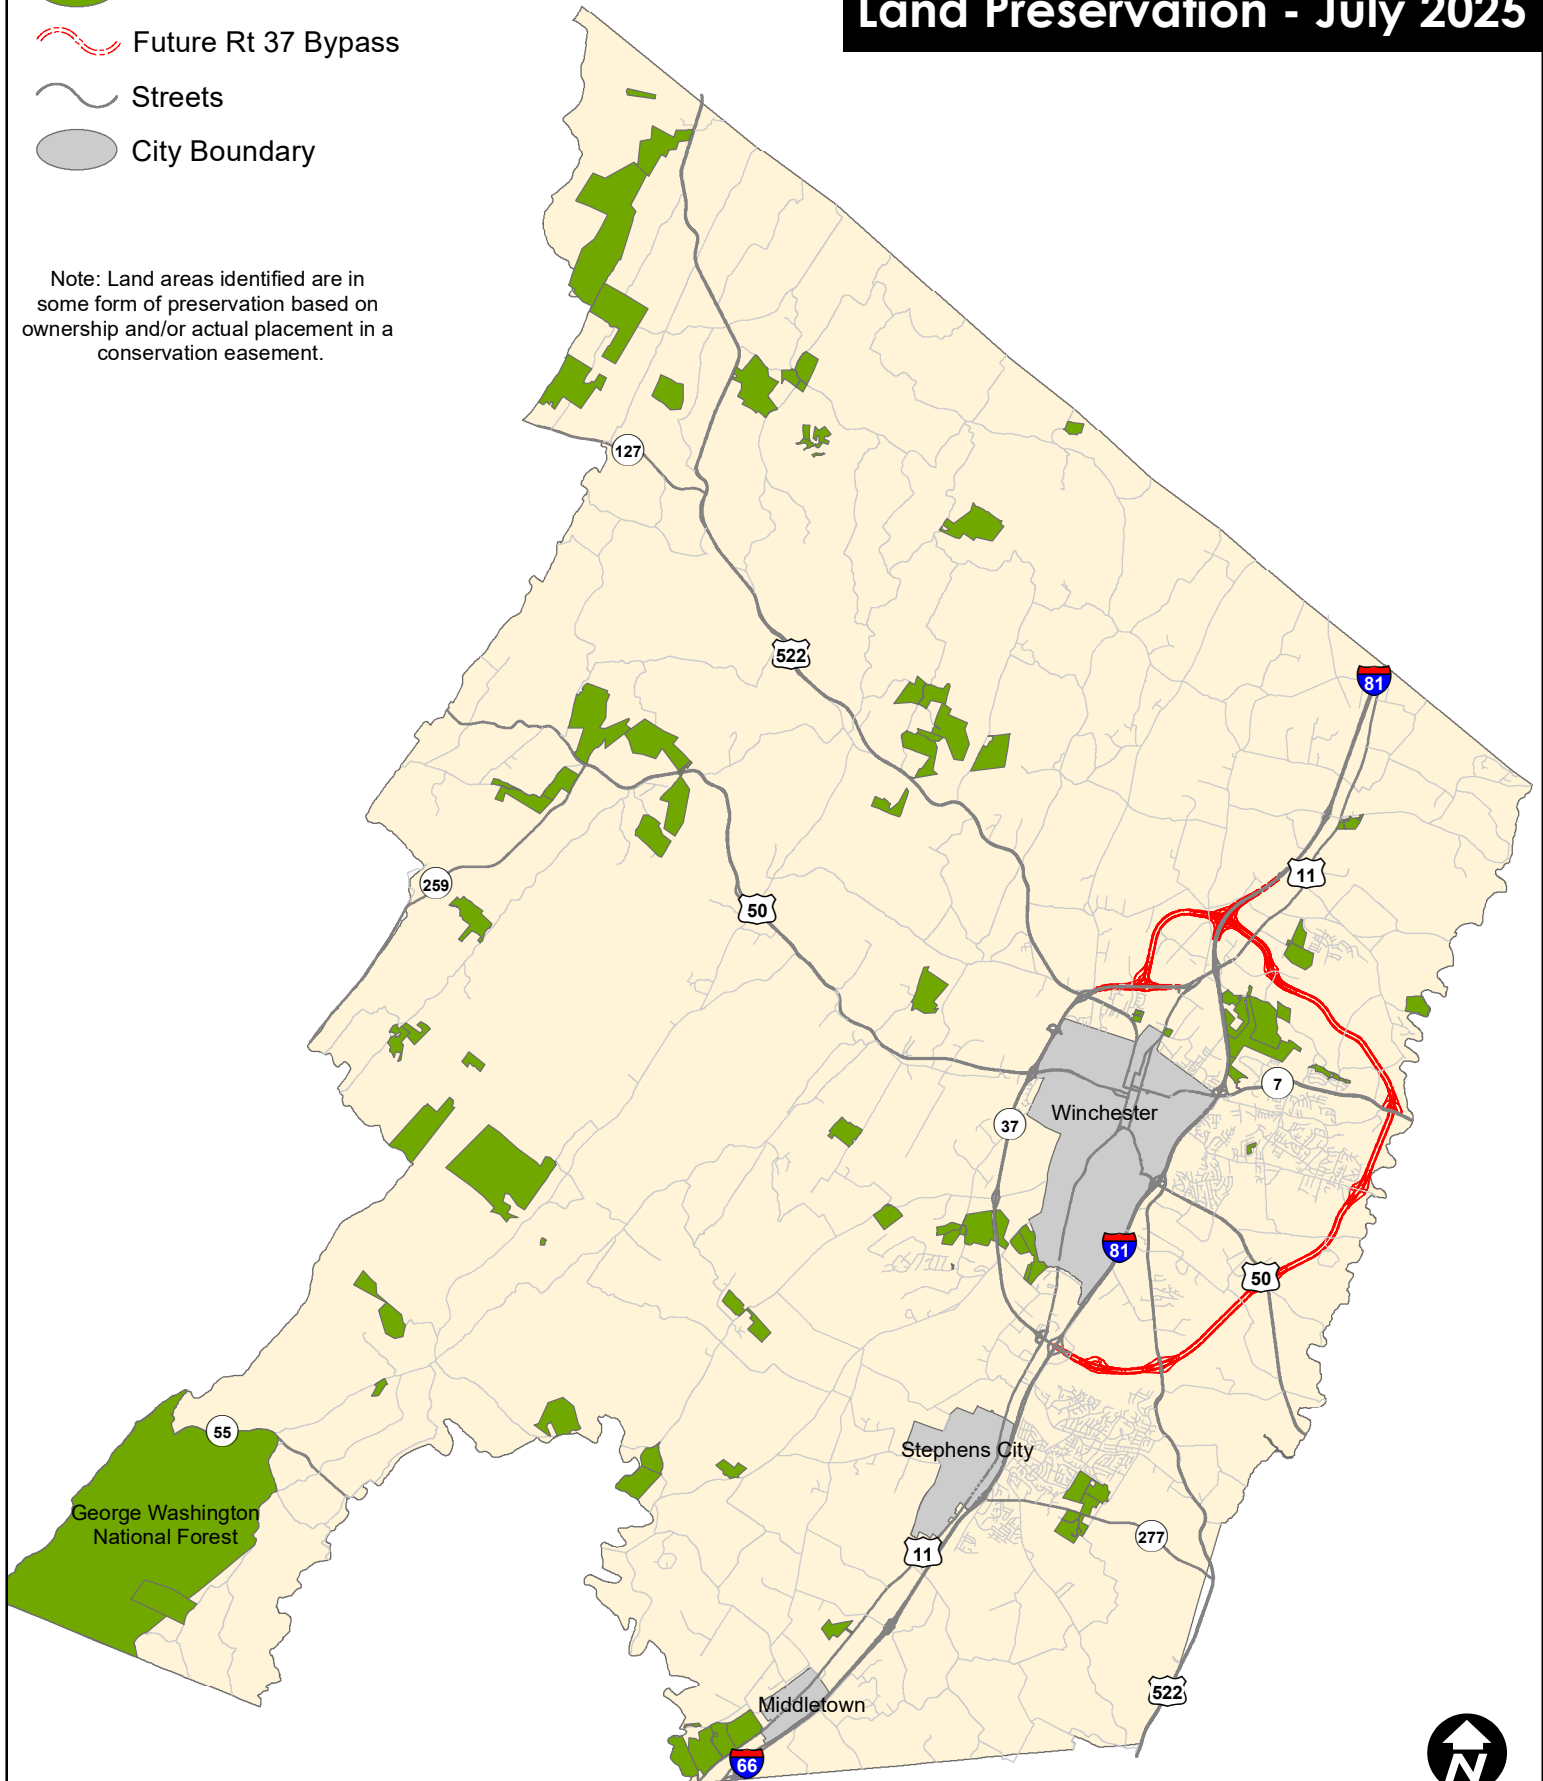 Land Preservation - July 2025
Future Rt 37 Bypass
Streets
City Boundary
Note: Land areas identified are in
some form of preservation based on
ownership and/or actual placement in a
conservation easement.
127
522
81
11
259
50
7
37
Winchester
81
50
55
Stephens City
George Washington
National Forest
277
11
522
Middletown
66
N